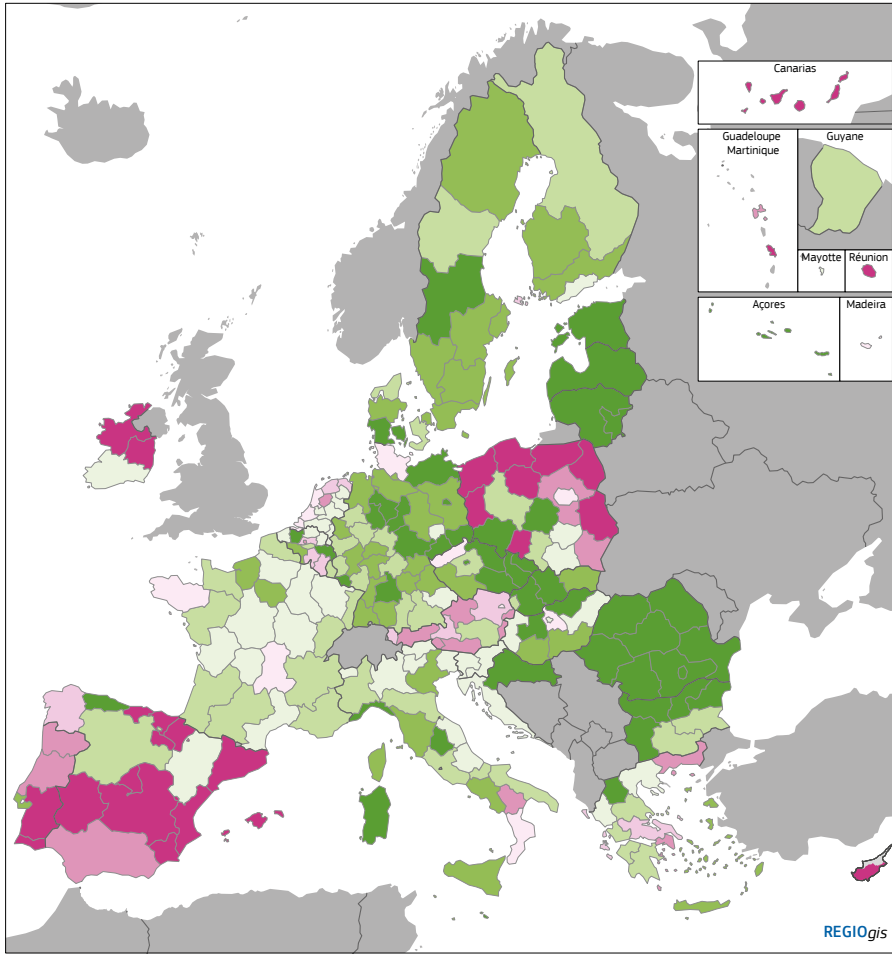 Canarias
Guadeloupe
Martinique
Guyane
Mayotte
Réunion
Açores
Madeira
REGIOgis